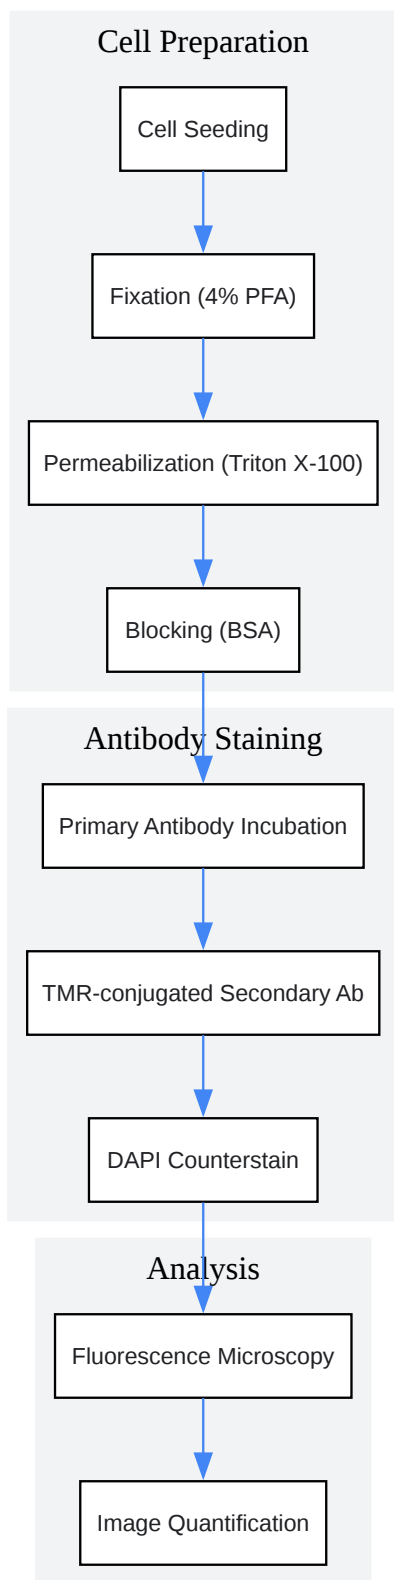 Cell Preparation
Cell Seeding
Fixation (4% PFA)
Permeabilization (Triton X-100)
Blocking (BSA)
Antibody Staining
Primary Antibody Incubation
TMR-conjugated Secondary Ab
DAPI Counterstain
Analysis
Fluorescence Microscopy
Image Quantification